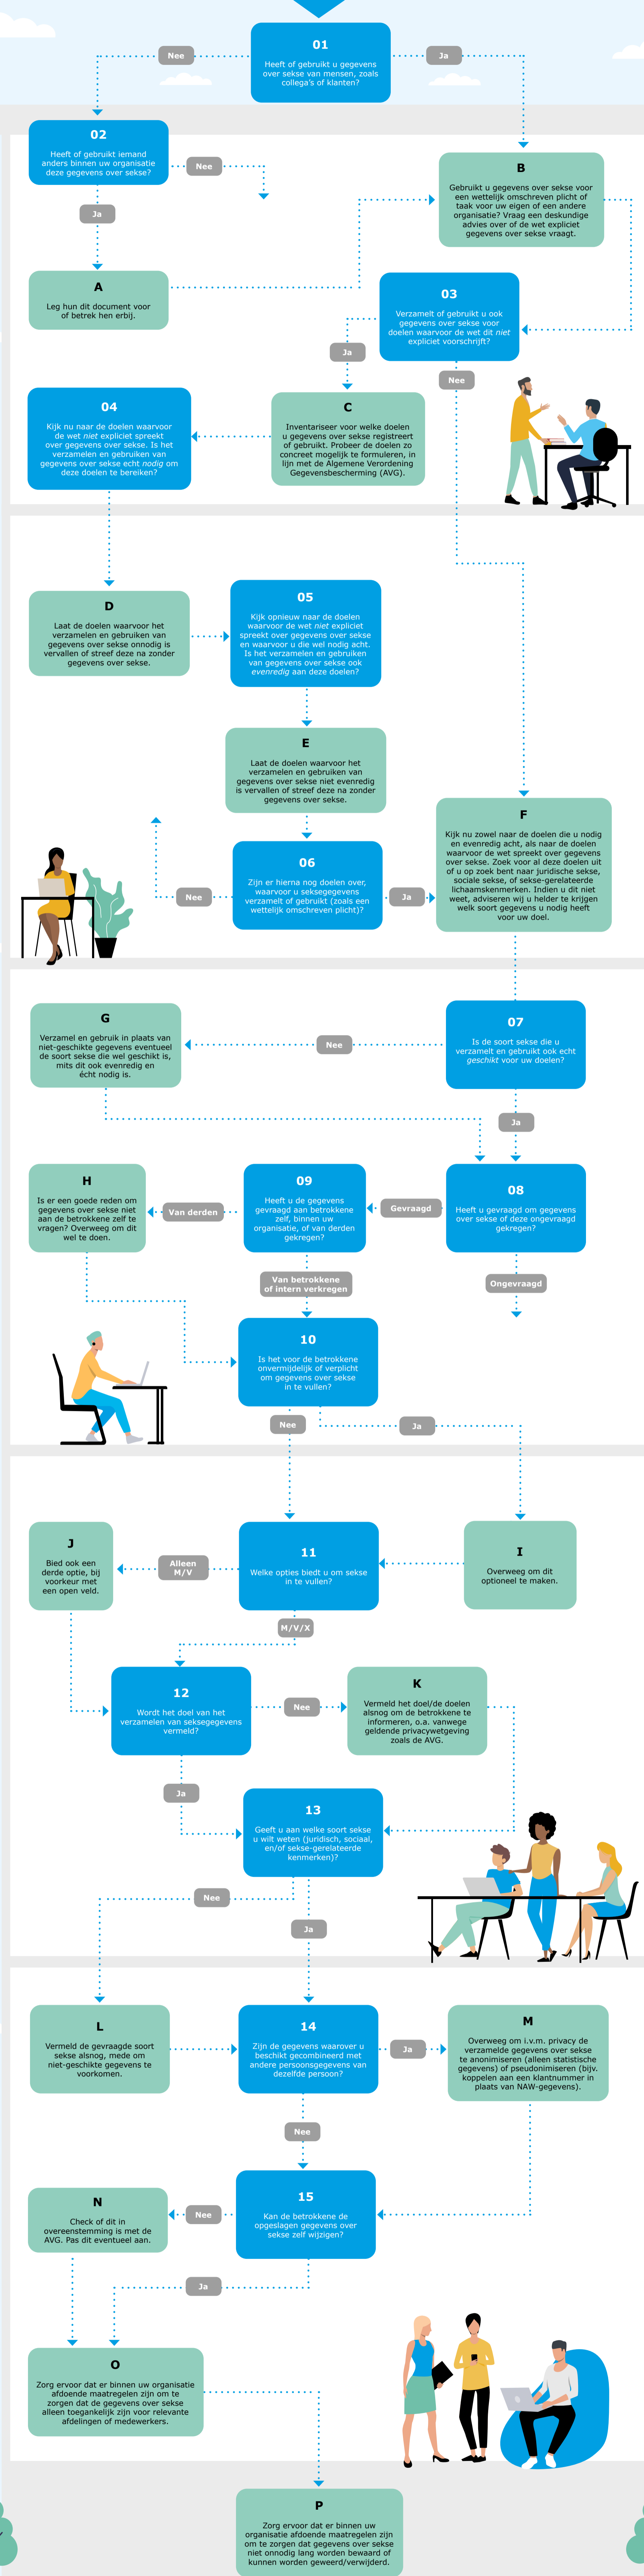 01
Heeft of gebruikt u gegevens
over sekse van mensen, zoals
collega's of klanten?
Nee
Ja
02
Heeft of gebruikt iemand
anders binnen uw organisatie
deze gegevens over sekse?
Nee
Ja
B
Gebruikt u gegevens over sekse voor
een wettelijk omschreven plicht of
taak voor uw eigen of een andere
organisatie? Vraag een deskundige
advies over of de wet expliciet
gegevens over sekse vraagt.
A
Leg hun dit document voor
of betrek hen erbij.
03
Verzamelt of gebruikt u ook
gegevens over sekse voor
doelen waarvoor de wet dit niet
expliciet voorschrijft?
Ja
Nee
04
Kijk nu naar de doelen waarvoor
de wet niet expliciet spreekt
over gegevens over sekse. Is het
verzamelen en gebruiken van
gegevens over sekse echt nodig om
deze doelen te bereiken?
C
Inventariseer voor welke doelen
u gegevens over sekse registreert
of gebruikt. Probeer de doelen zo
concreet mogelijk te formuleren, in
lijn met de Algemene Verordening
Gegevensbescherming (AVG).
D
Laat de doelen waarvoor het
verzamelen en gebruiken van
gegevens over sekse onnodig is
vervallen of streef deze na zonder
gegevens over sekse.
05
Kijk opnieuw naar de doelen
waarvoor de wet niet expliciet
spreekt over gegevens over sekse
en waarvoor u die wel nodig acht.
Is het verzamelen en gebruiken
van gegevens over sekse ook
evenredig aan deze doelen?
E
Laat de doelen waarvoor het
verzamelen en gebruiken van
gegevens over sekse niet evenredig
is vervallen of streef deze na zonder
gegevens over sekse.
06
Zijn er hierna nog doelen over,
waarvoor u seksegegevens
verzamelt of gebruikt (zoals een
wettelijk omschreven plicht)?
Nee
Ja
F
Kijk nu zowel naar de doelen die u nodig
en evenredig acht, als naar de doelen
waarvoor de wet spreekt over gegevens
over sekse. Zoek voor al deze doelen uit
of u op zoek bent naar juridische sekse,
sociale sekse, of sekse-gerelateerde
lichaamskenmerken. Indien u dit niet
weet, adviseren wij u helder te krijgen
welk soort gegevens u nodig heeft
voor uw doel.
G
Verzamel en gebruik in plaats van
niet-geschikte gegevens eventueel
de soort sekse die wel geschikt is,
mits dit ook evenredig en
écht nodig is.
Nee
07
Is de soort sekse die u
verzamelt en gebruikt ook echt
geschikt voor uw doelen?
Ja
H
Is er een goede reden om
gegevens over sekse niet
aan de betrokkene zelf te
vragen? Overweeg om dit
wel te doen.
Van derden
09
Heeft u de gegevens
gevraagd aan betrokkene
zelf, binnen uw
organisatie, of van derden
gekregen?
Gevraagd
08
Heeft u gevraagd om gegevens
over sekse of deze ongevraagd
gekregen?
Van betrokkene
of intern verkregen
Ongevraagd
10
Is het voor de betrokkene
onvermijdelijk of verplicht
om gegevens over sekse
in te vullen?
Nee
Ja
J
Bied ook een
derde optie, bij
voorkeur met
een open veld.
Alleen
M/V
11
Welke opties biedt u om sekse
in te vullen?
I
Overweeg om dit
optioneel te maken.
M/V/X
12
Wordt het doel van het
verzamelen van seksegegevens
vermeld?
Nee
K
Vermeld het doel/de doelen
alsnog om de betrokkene te
informeren, o.a. vanwege
geldende privacywetgeving
zoals de AVG.
Ja
13
Geeft u aan welke soort sekse
u wilt weten (juridisch, sociaal,
en/of sekse-gerelateerde
kenmerken)?
Nee
Ja
L
Vermeld de gevraagde soort
sekse alsnog, mede om
niet-geschikte gegevens te
voorkomen.
14
Zijn de gegevens waarover u
beschikt gecombineerd met
andere persoonsgegevens van
dezelfde persoon?
Ja
M
Overweeg om i.v.m. privacy de
verzamelde gegevens over sekse
te anonimiseren (alleen statistische
gegevens) of pseudonimiseren (bijv.
koppelen aan een klantnummer in
plaats van NAW-gegevens).
Nee
N
Check of dit in
overeenstemming is met de
AVG. Pas dit eventueel aan.
Nee
15
Kan de betrokkene de
opgeslagen gegevens over
sekse zelf wijzigen?
Ja
O
Zorg ervoor dat er binnen uw organisatie
afdoende maatregelen zijn om te
zorgen dat de gegevens over sekse
alleen toegankelijk zijn voor relevante
afdelingen of medewerkers.
P
Zorg ervoor dat er binnen uw
organisatie afdoende maatregelen zijn
om te zorgen dat gegevens over sekse
niet onnodig lang worden bewaard of
kunnen worden geweerd/verwijderd.